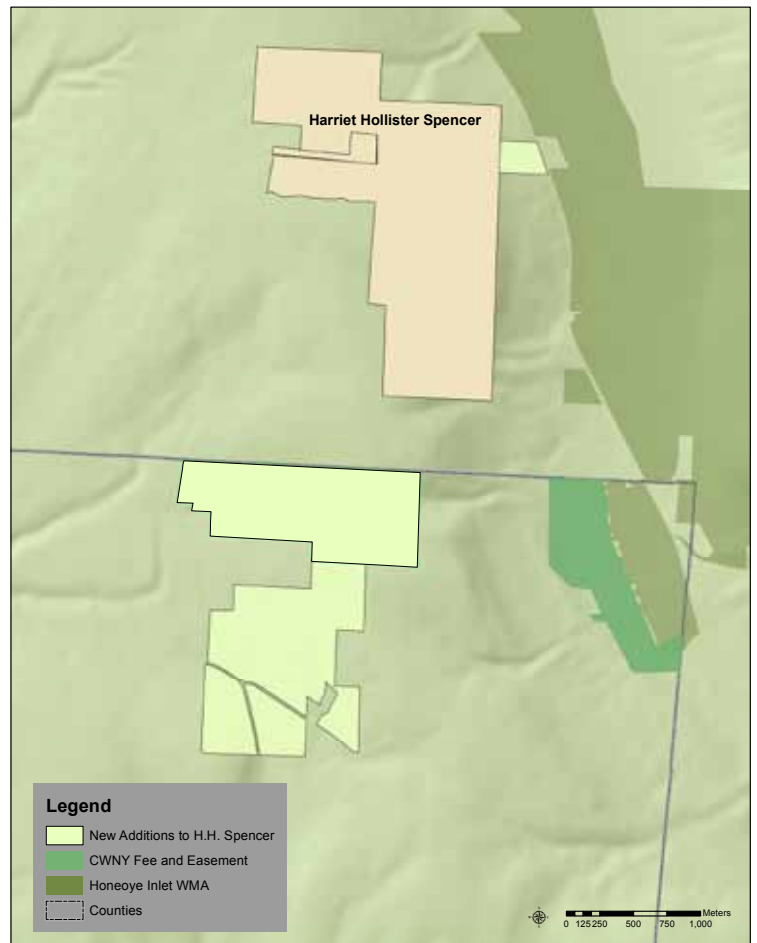 Harriet Hollister Spencer
Legend
New Additions to H.H. Spencer
CWNY Fee and Easement
Honeoye Inlet WMA
Counties
Meters
0 125 250 500 750 1,000